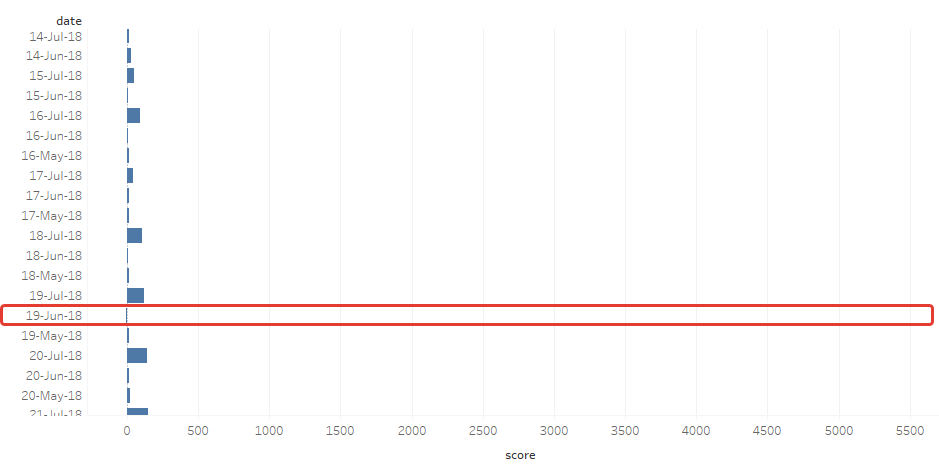 date
14-Jul-18
14-Jun-18
15-Jul-18
15-Jun-18
16-Jul-18
16-Jun-18
16-May-18
17-Jul-18
17-Jun-18
17-May-18
18-Jul-18
18-Jun-18
18-May-18
19-Jul-18
19-Jun-18
19-May-18
20-Jul-18
20-Jun-18
20-May-18
21-Jul-18
0 500 1000 1500 2000 2500 3000 3500 4000 4500 5000 5500
score